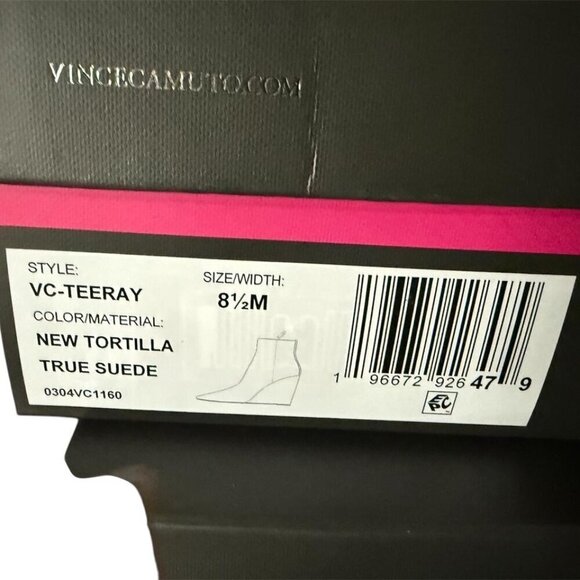 VINCECAMUTO.COM
STYLE:
VC-TEERAY
SIZE/WIDTH:
8½M
COLOR/MATERIAL:
NEW TORTILLA
TRUE SUEDE
0304VC1160
1 96672 92647 9